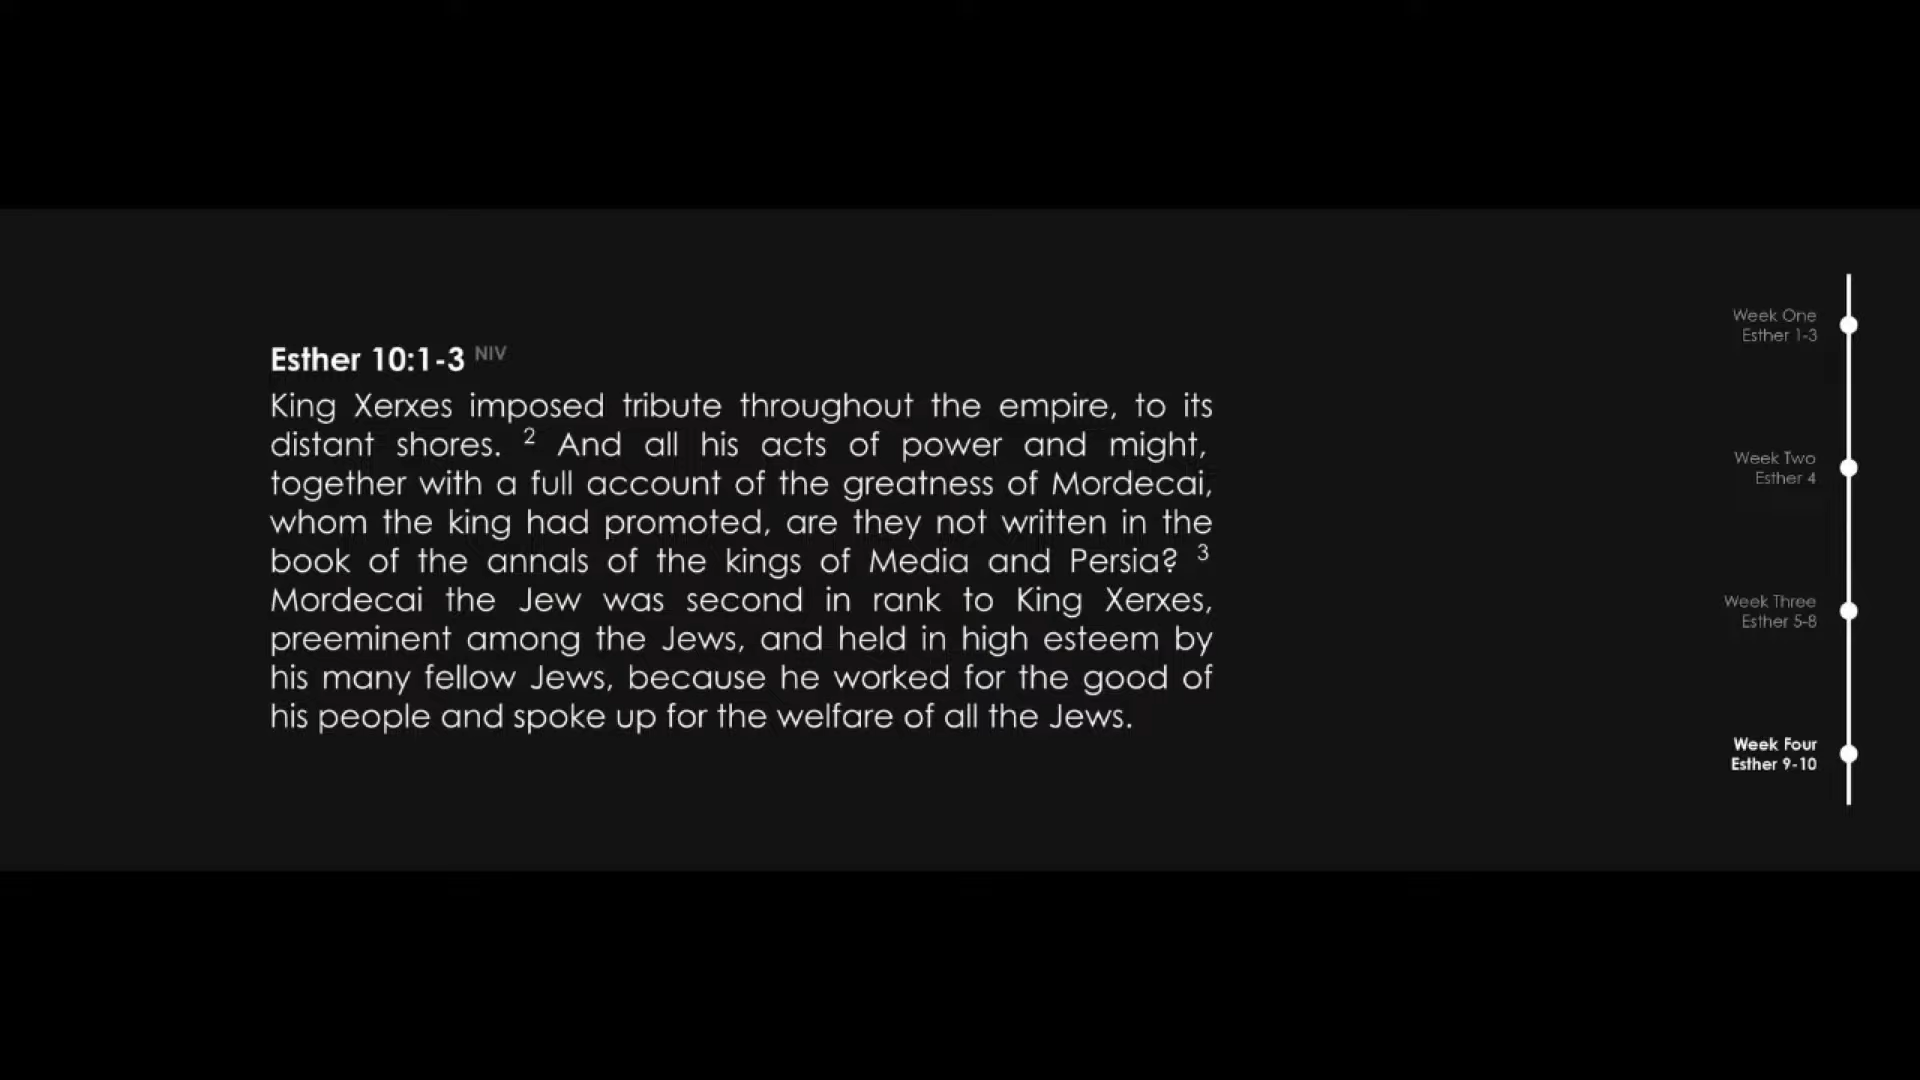 Esther 10:1-3 NIV
King Xerxes imposed tribute throughout the empire, to its
distant shores. 2 And all his acts of power and might,
together with a full account of the greatness of Mordecai,
whom the king had promoted, are they not written in the
book of the annals of the kings of Media and Persia? 3
Mordecai the Jew was second in rank to King Xerxes,
preeminent among the Jews, and held in high esteem by
his many fellow Jews, because he worked for the good of
his people and spoke up for the welfare of all the Jews.
Week One
Esther 1-3
Week Two
Esther 4
Week Three
Esther 5-8
Week Four
Esther 9-10